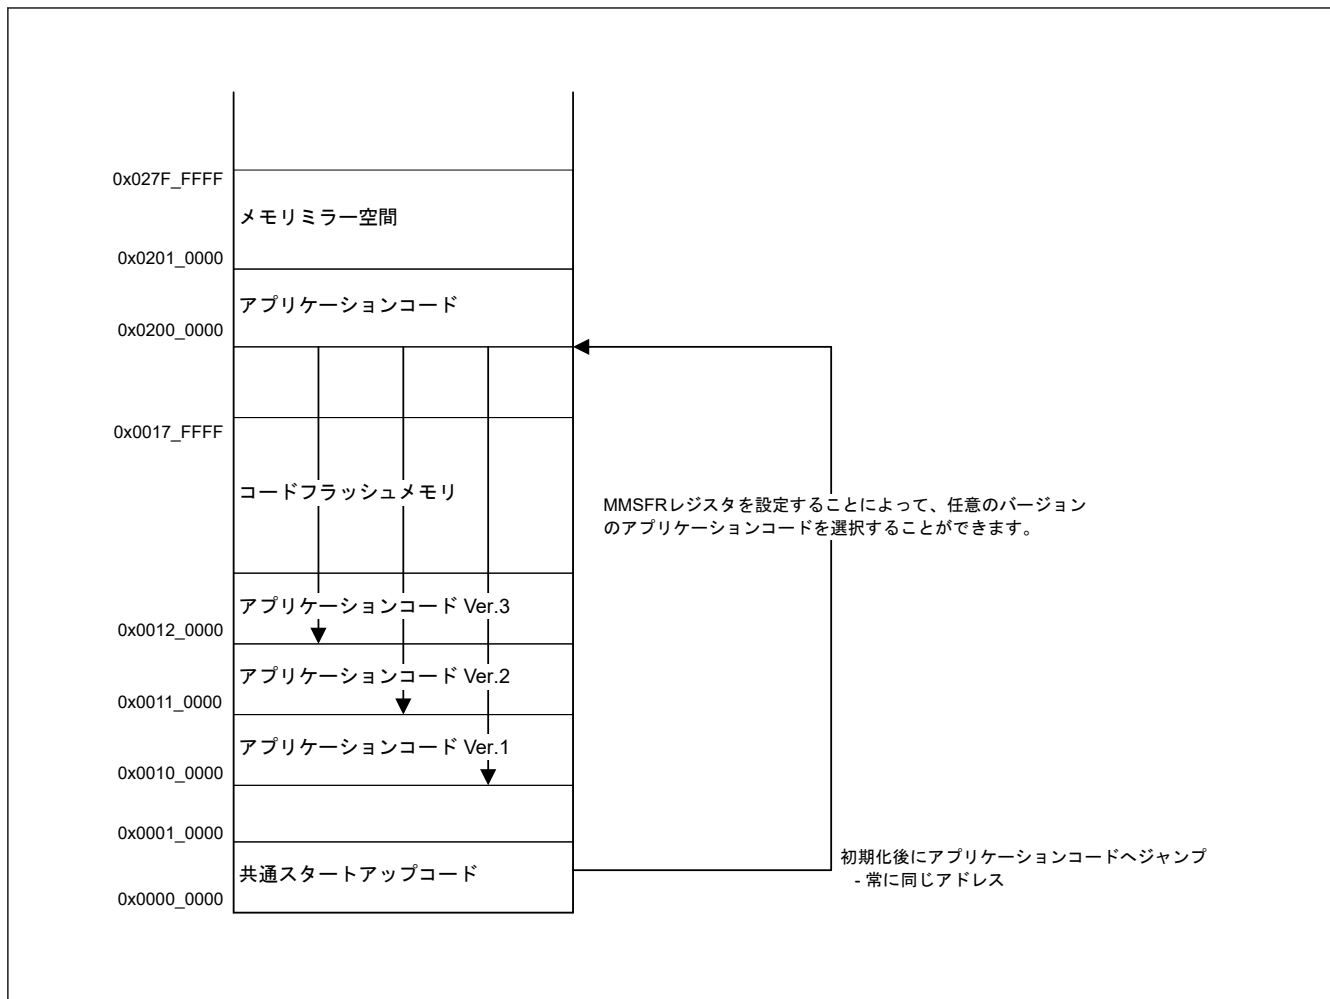 0x027F_FFFF
メモリミラー空間
0x0201_0000
アプリケーションコード
0x0200_0000
0x0017_FFFF
コードフラッシュメモリ
MMSFRレジスタを設定することによって、任意のバージョン
のアプリケーションコードを選択することができます。
アプリケーションコード Ver.3
0x0012_0000
アプリケーションコード Ver.2
0x0011_0000
アプリケーションコード Ver.1
0x0010_0000
0x0001_0000
共通スタートアップコード
0x0000_0000
初期化後にアプリケーションコードへジャンプ
- 常に同じアドレス